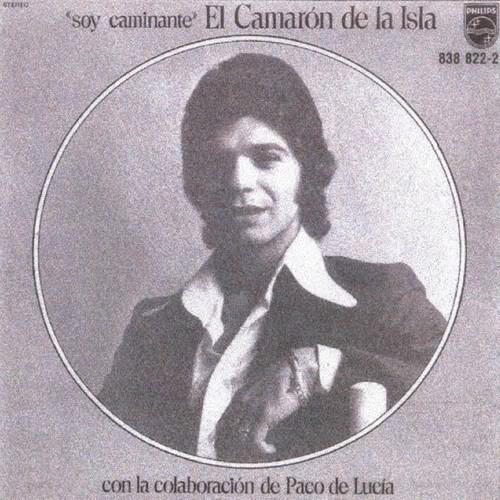 STEREO
"soy caminante" El Camarón de la Isla
PHILIPS
838 822-2
con la colaboración de Paco de Lucía